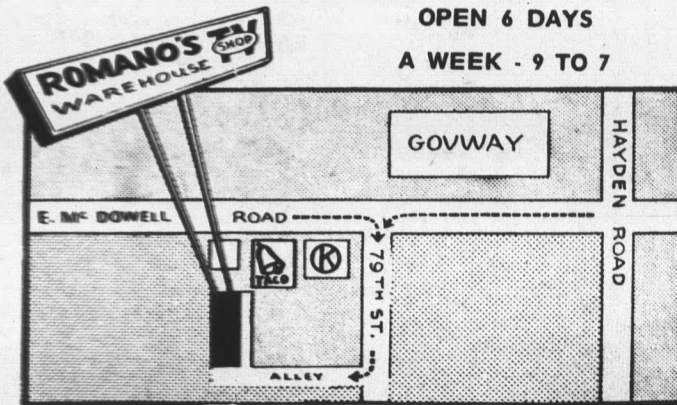 OPEN 6 DAYS
A WEEK - 9 TO 7
ROMANO'S TV
SHOP
WAREHOUSE
GOVWAY
HAYDEN ROAD
E. Mc DOWELL ROAD
TACO
K
79TH ST.
ALLEY